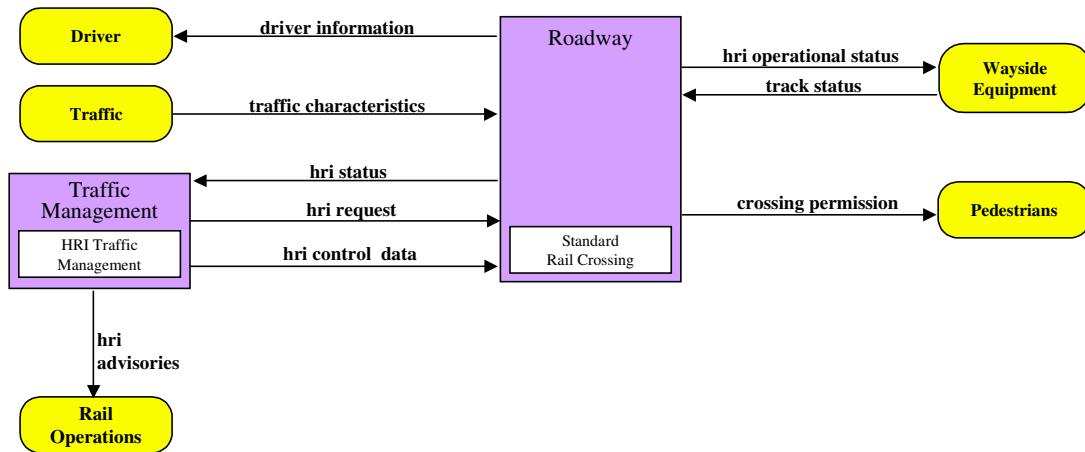 Driver
driver information
Roadway
hri operational status
Wayside
Equipment
track status
Traffic
traffic characteristics
hri status
Traffic
Management
hri request
crossing permission
Pedestrians
HRI Traffic
Management
hri control data
Standard
Rail Crossing
hri
advisories
Rail
Operations